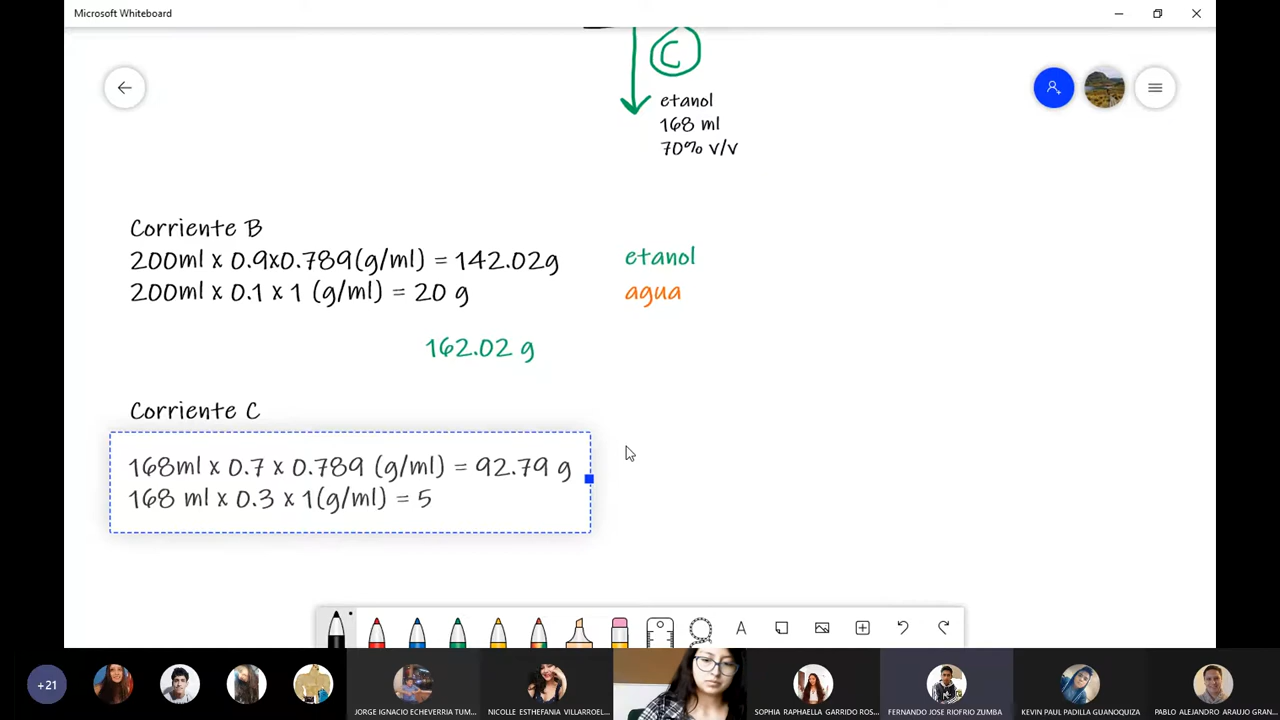 Microsoft Whiteboard
C
etanol
168 ml
70% v/v
Corriente B
200ml x 0.9x0.789(g/ml) = 142.02g
etanol
200ml x 0.1 x 1 (g/ml) = 20 g
agua
162.02 g
Corriente C
168ml x 0.7 x 0.789 (g/ml) = 92.79 g
168 ml x 0.3 x 1(g/ml) = 5
A
+21
JORGE IGNACIO ECHEVERRIA TUM...
NICOLLE ESTHEFANIA VILLARROEL...
SOPHIA RAPHAELLA GARRIDO ROS...
FERNANDO JOSE RIOFRIO ZUMBA
KEVIN PAUL PADILLA GUANOQUIZA
PABLO ALEJANDRO ARAUJO GRAN...